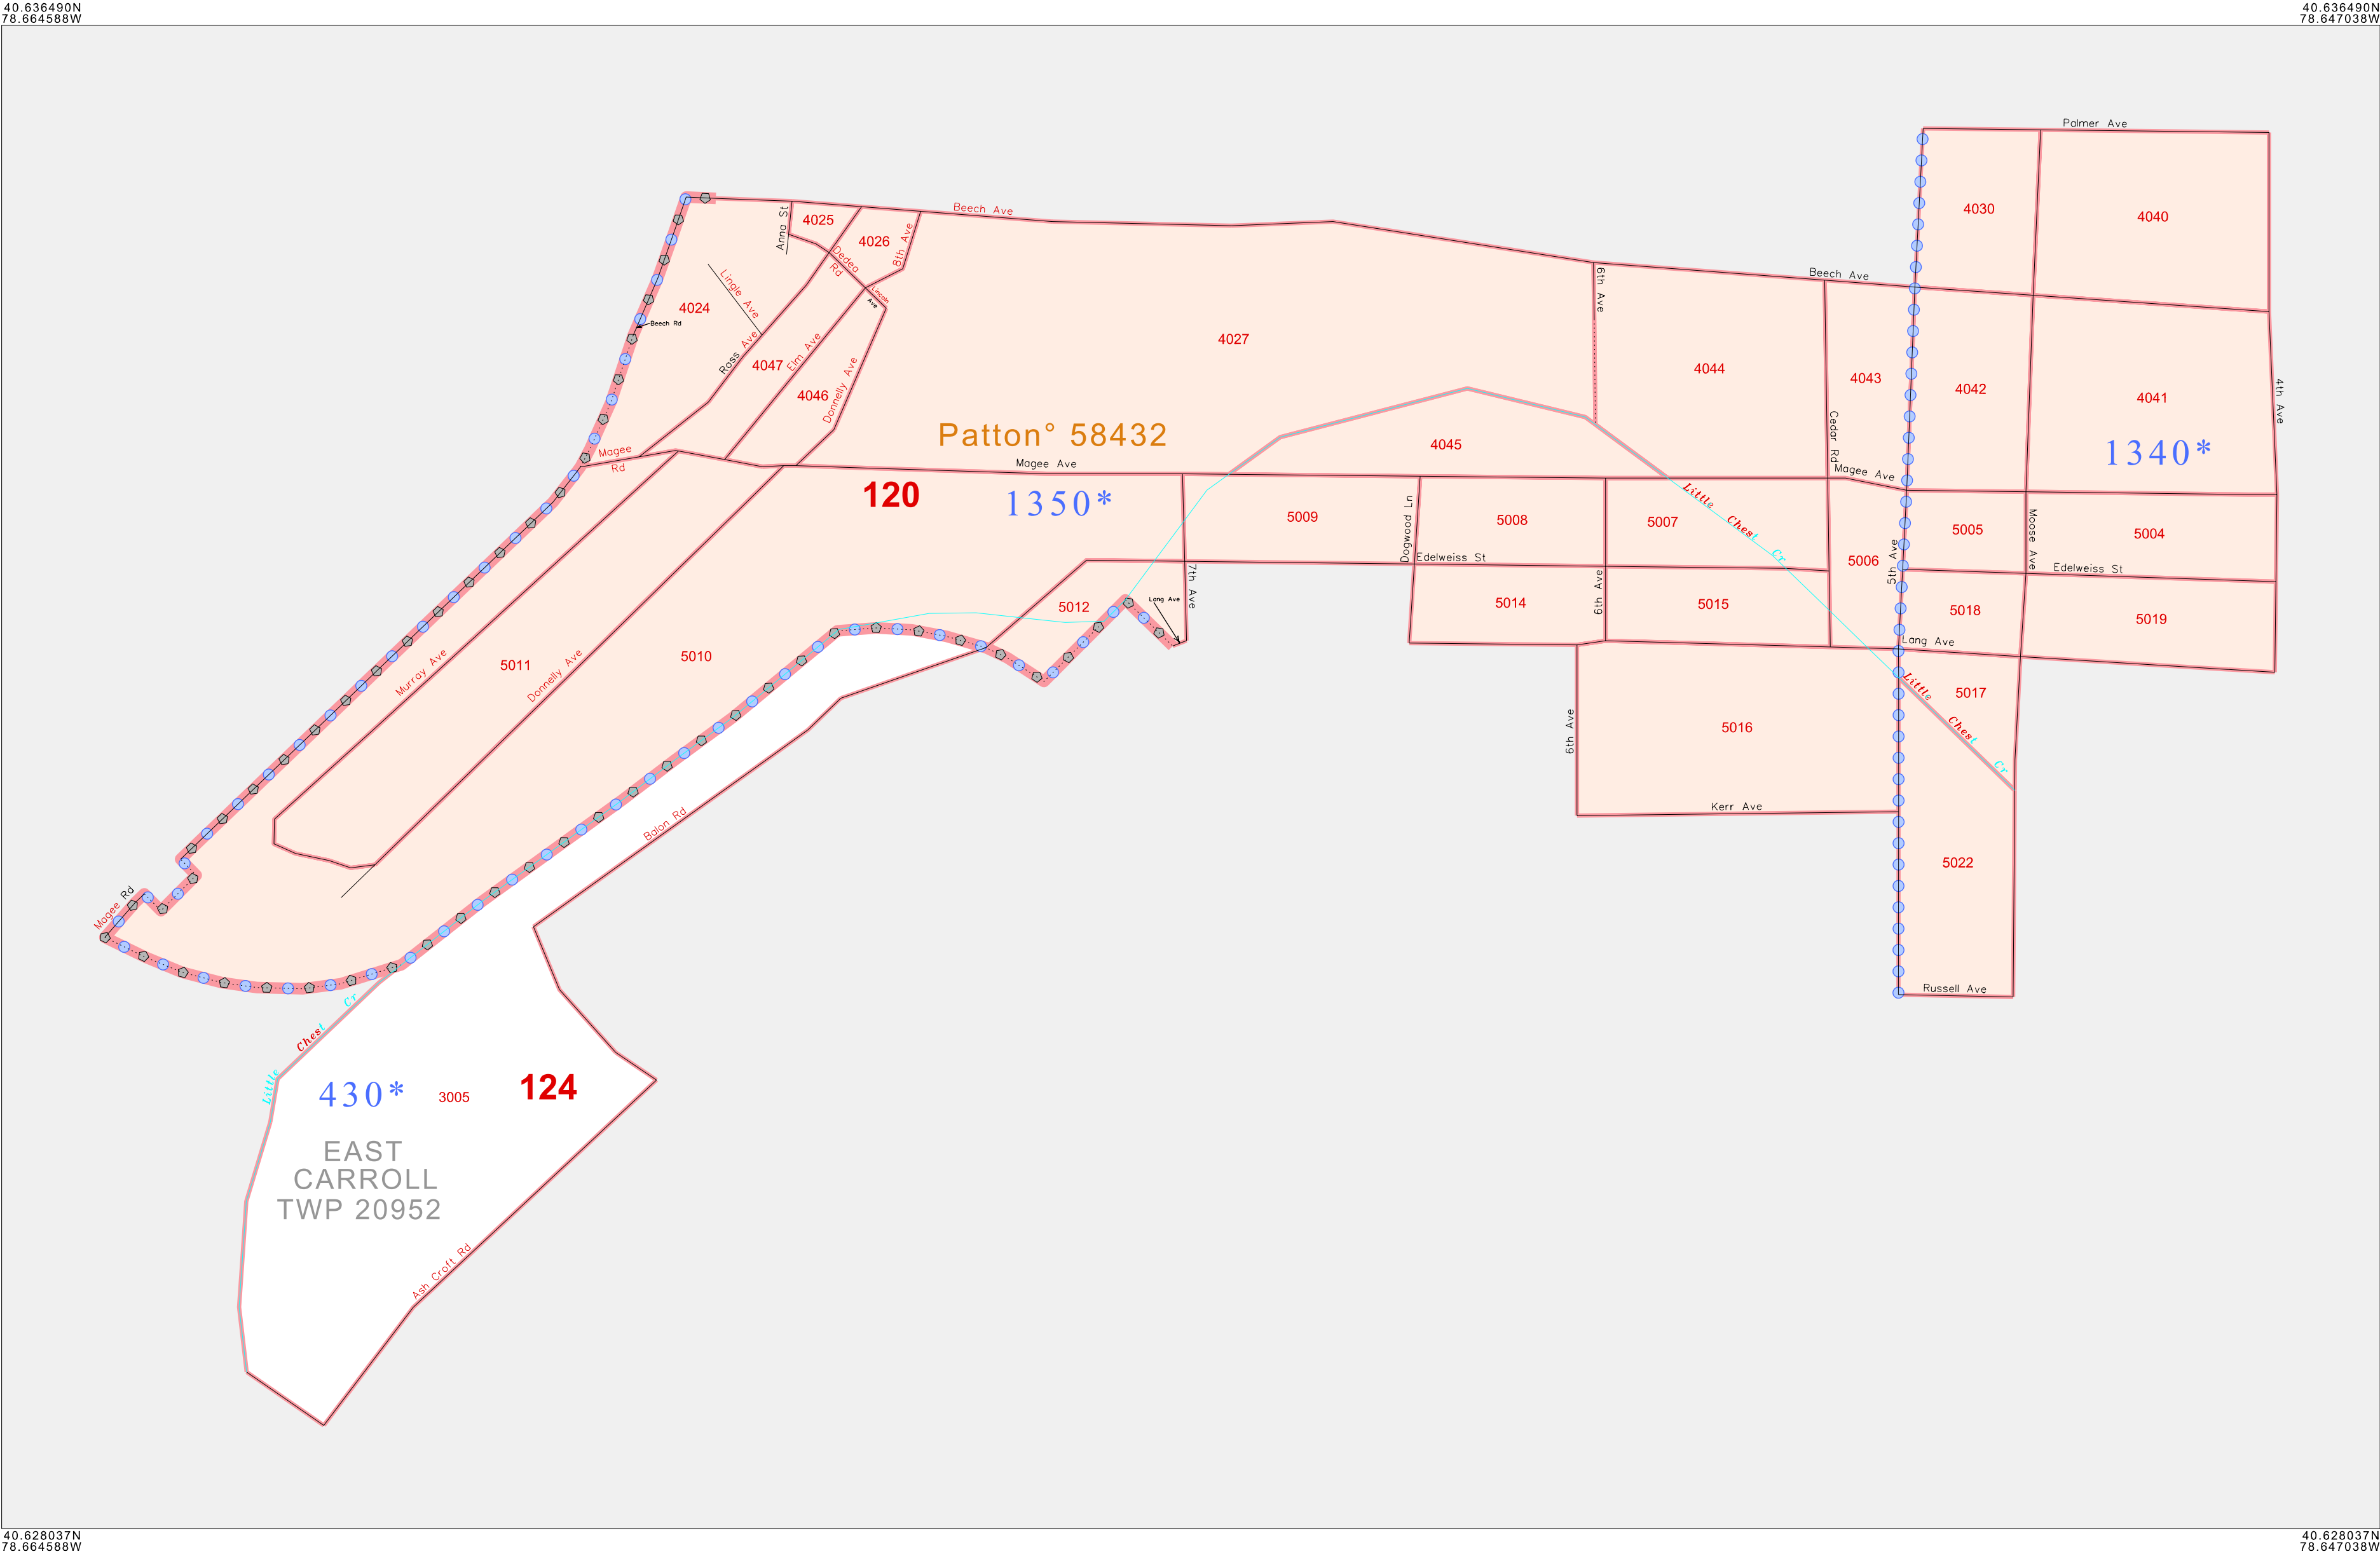 40.636490N
78.664588W
40.636490N
78.647038W
Palmer Ave
4030
4040
Anna St
4025
4026
8th Ave
Beech Ave
Dedea
Rd
Lingle Ave
4024
Beech Rd
Lincoln
Ave
6th Ave
Beech Ave
Ross Ave
4047
Elm Ave
4046
Donnelly Ave
4027
4044
4043
4042
4041
4th Ave
Patton° 58432
4045
Cedar Rd
1340*
Magee
Rd
Magee Ave
Magee Ave
120
1350*
Little Chest Cr
5009
Dogwood Ln
5008
5007
5006
5th Ave
5005
Moose Ave
5004
Edelweiss St
Edelweiss St
7th Ave
Lang Ave
5012
5014
6th Ave
5015
5018
5019
Lang Ave
Murray Ave
5011
Donnelly Ave
5010
Little Chest Cr
5017
6th Ave
5016
Kerr Ave
Balon Rd
5022
Magee Rd
Russell Ave
Little Chest Cr
430*
3005
124
EAST
CARROLL
TWP 20952
Ash Croft Rd
40.628037N
78.664588W
40.628037N
78.647038W